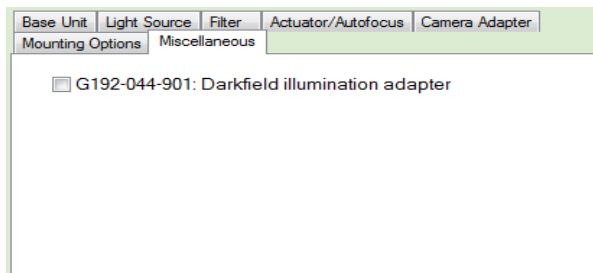 Base Unit Light Source Filter Actuator/Autofocus Camera Adapter
Mounting Options Miscellaneous
G192-044-901: Darkfield illumination adapter